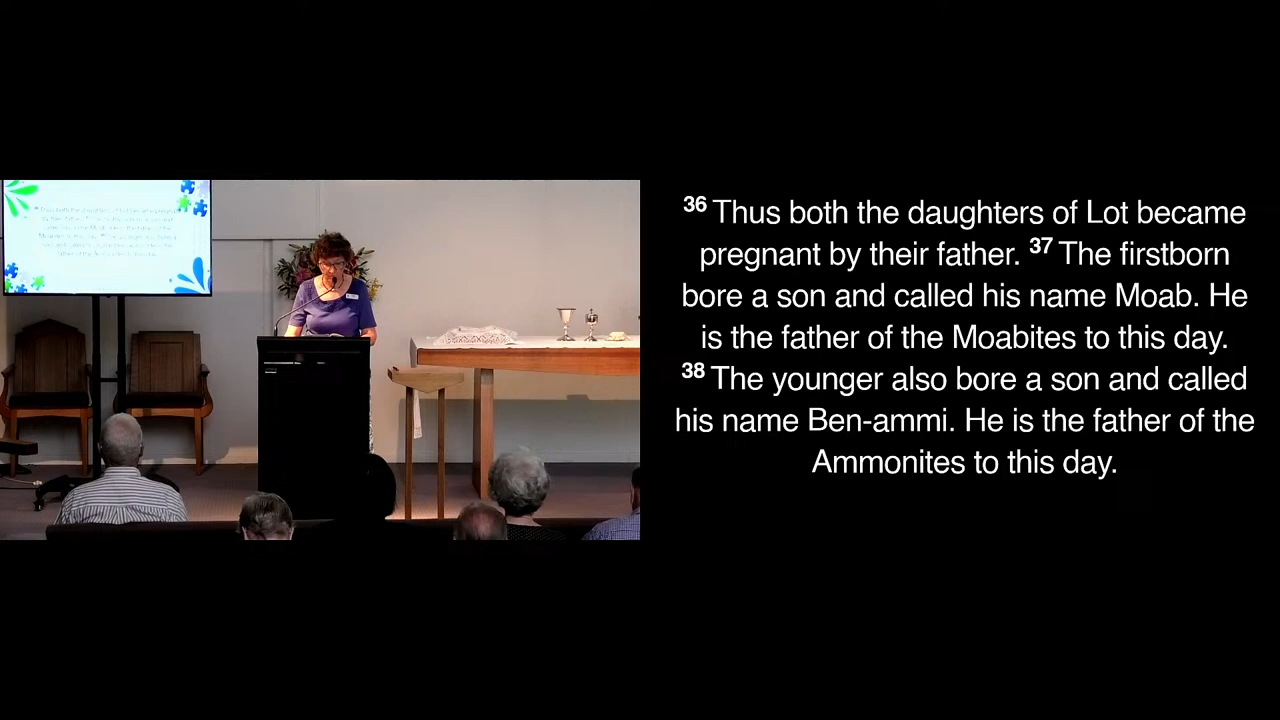 36 Thus both the daughters of Lot became
pregnant by their father. 37 The firstborn
bore a son and called his name Moab. He
is the father of the Moabites to this day.
38 The younger also bore a son and called
his name Ben-ammi. He is the father of the
Ammonites to this day.